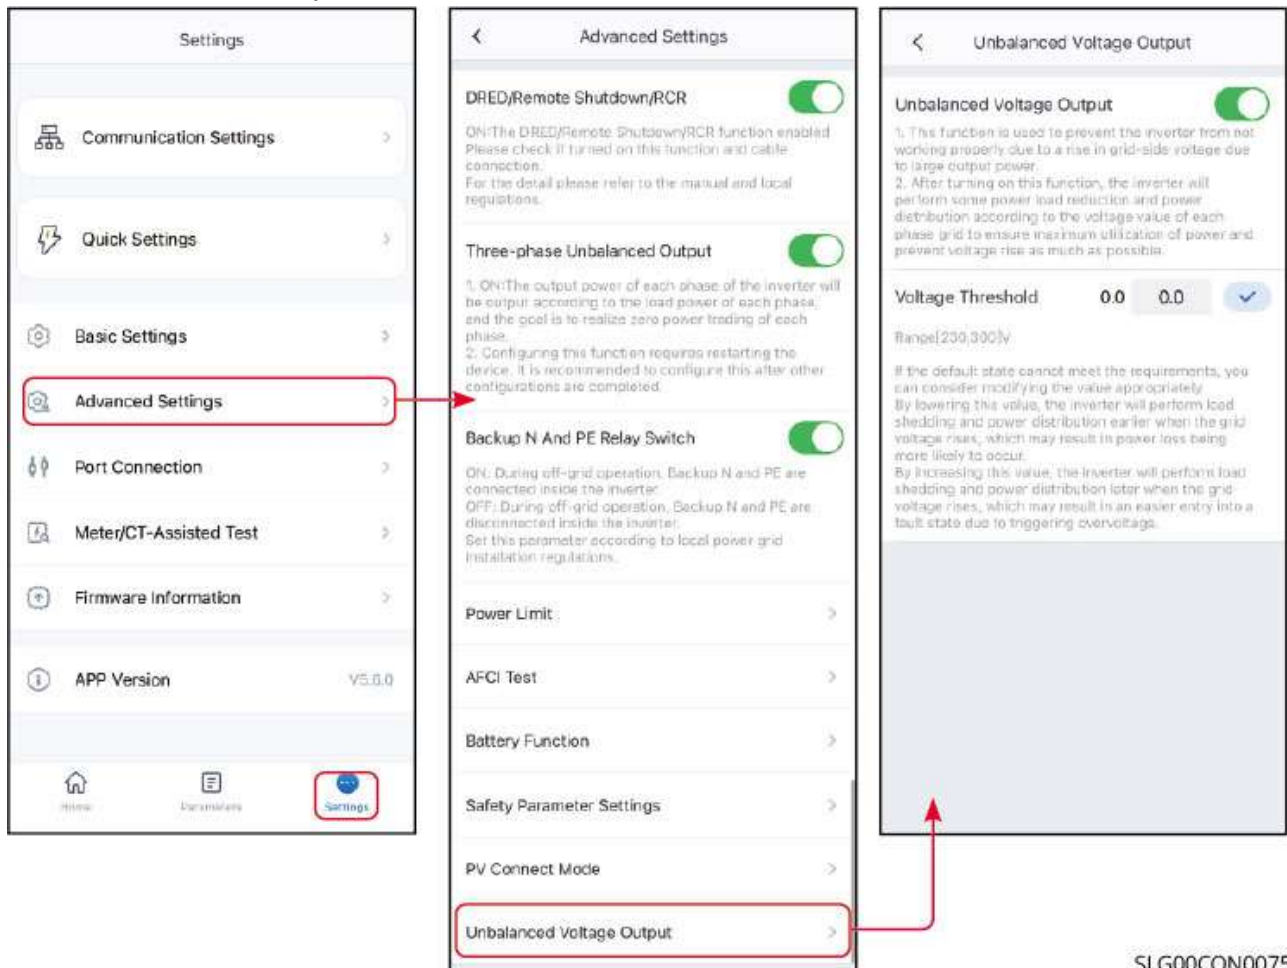 Settings
Communication Settings
Quick Settings
Basic Settings
Advanced Settings
Port Connection
Meter/CT-Assisted Test
Firmware Information
APP Version V5.6.0
Home Parameters Settings
Advanced Settings
DRED/Remote Shutdown/RCR
ON:The DRED/Remote Shutdown/RCR function enabled
Please check if turned on this function and cable
connection.
For the detail please refer to the manual and local
regulations.
Three-phase Unbalanced Output
1. ON:The output power of each phase of the inverter will
be output according to the load power of each phase,
and the goal is to realize zero power trading of each
phase.
2. Configuring this function requires restarting the
device. It is recommended to configure this after other
configurations are completed.
Backup N And PE Relay Switch
ON: During off-grid operation, Backup N and PE are
connected inside the inverter.
OFF: During off-grid operation, Backup N and PE are
disconnected inside the inverter.
Set this parameter according to local power grid
installation regulations.
Power Limit
AFCI Test
Battery Function
Safety Parameter Settings
PV Connect Mode
Unbalanced Voltage Output
Unbalanced Voltage Output
Unbalanced Voltage Output
1. This function is used to prevent the inverter from not
working properly due to a rise in grid-side voltage due
to large output power.
2. After turning on this function, the inverter will
perform some power load reduction and power
distribution according to the voltage value of each
phase grid to ensure maximum utilization of power and
prevent voltage rise as much as possible.
Voltage Threshold 0.0 0.0
Range[230,300]V
If the default state cannot meet the requirements, you
can consider modifying the value appropriately
By lowering this value, the inverter will perform load
shedding and power distribution earlier when the grid
voltage rises, which may result in power loss being
more likely to occur.
By increasing this value, the inverter will perform load
shedding and power distribution later when the grid
voltage rises, which may result in an easier entry into a
fault state due to triggering overvoltage.
SLG00CON0075